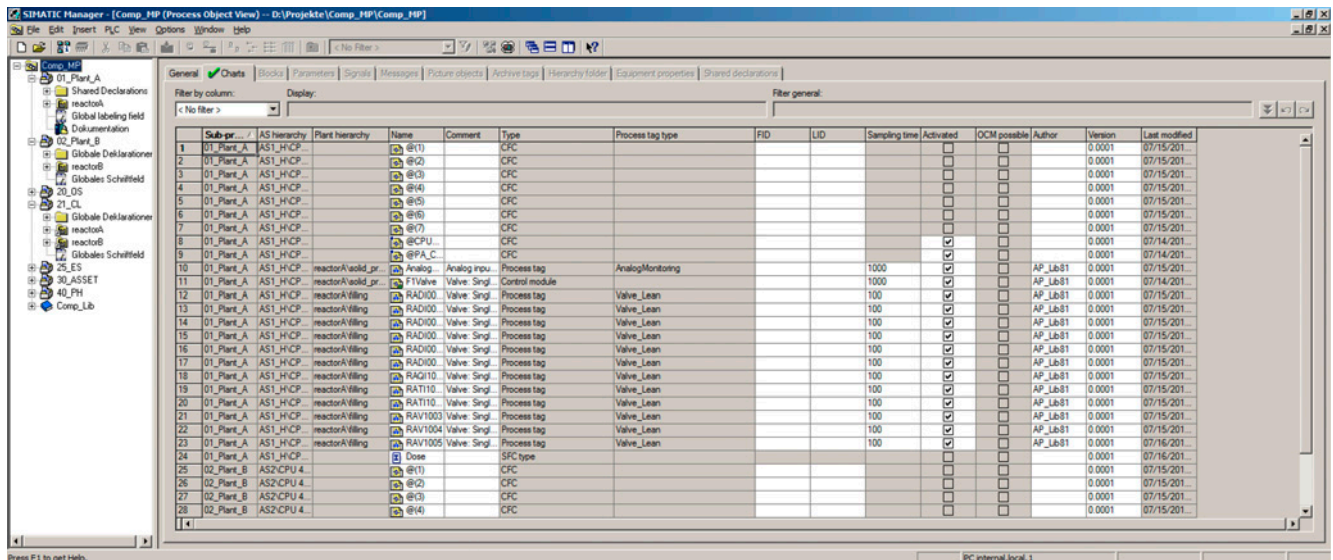 SIMATIC Manager - [Comp_MP (Process Object View) -- D:\Projekte\Comp_MP\Comp_MP]
File Edit Insert PLC View Options Window Help
< No Filter >
Comp_MP
01_Plant_A
Shared Declarations
reactorA
Global labeling field
Dokumentation
02_Plant_B
Globale Deklarationen
reactorB
Globales Schriftfeld
20_OS
21_CL
Globale Deklarationen
reactorA
reactorB
Globales Schriftfeld
25_ES
30_ASSET
40_PH
Comp_Lib
General Charts Blocks Parameters Signals Messages Picture objects Archive tags Hierarchy folder Equipment properties Shared declarations
Filter by column: Display: Filter general:
< No filter >
Sub-pr... / AS hierarchy Plant hierarchy Name Comment Type Process tag type FID LID Sampling time Activated OCM possible Author Version Last modified
1 01_Plant_A AS1_H\CP... @(1) CFC 0.0001 07/15/201...
2 01_Plant_A AS1_H\CP... @(2) CFC 0.0001 07/15/201...
3 01_Plant_A AS1_H\CP... @(3) CFC 0.0001 07/15/201...
4 01_Plant_A AS1_H\CP... @(4) CFC 0.0001 07/15/201...
5 01_Plant_A AS1_H\CP... @(5) CFC 0.0001 07/15/201...
6 01_Plant_A AS1_H\CP... @(6) CFC 0.0001 07/15/201...
7 01_Plant_A AS1_H\CP... @(7) CFC 0.0001 07/15/201...
8 01_Plant_A AS1_H\CP... @CPU... CFC 0.0001 07/14/201...
9 01_Plant_A AS1_H\CP... @PA_C... CFC 0.0001 07/14/201...
10 01_Plant_A AS1_H\CP... reactorA\solid_pr... Analog... Analog inpu... Process tag AnalogMonitoring 1000 AP_Lib81 0.0001 07/15/201...
11 01_Plant_A AS1_H\CP... reactorA\solid_pr... F1Valve Valve: Singl... Control module 1000 AP_Lib81 0.0001 07/14/201...
12 01_Plant_A AS1_H\CP... reactorA\filling RADI00... Valve: Singl... Process tag Valve_Lean 100 AP_Lib81 0.0001 07/15/201...
13 01_Plant_A AS1_H\CP... reactorA\filling RADI00... Valve: Singl... Process tag Valve_Lean 100 AP_Lib81 0.0001 07/15/201...
14 01_Plant_A AS1_H\CP... reactorA\filling RADI00... Valve: Singl... Process tag Valve_Lean 100 AP_Lib81 0.0001 07/15/201...
15 01_Plant_A AS1_H\CP... reactorA\filling RADI00... Valve: Singl... Process tag Valve_Lean 100 AP_Lib81 0.0001 07/15/201...
16 01_Plant_A AS1_H\CP... reactorA\filling RADI00... Valve: Singl... Process tag Valve_Lean 100 AP_Lib81 0.0001 07/15/201...
17 01_Plant_A AS1_H\CP... reactorA\filling RADI00... Valve: Singl... Process tag Valve_Lean 100 AP_Lib81 0.0001 07/15/201...
18 01_Plant_A AS1_H\CP... reactorA\filling RAQI10... Valve: Singl... Process tag Valve_Lean 100 AP_Lib81 0.0001 07/15/201...
19 01_Plant_A AS1_H\CP... reactorA\filling RATI10... Valve: Singl... Process tag Valve_Lean 100 AP_Lib81 0.0001 07/15/201...
20 01_Plant_A AS1_H\CP... reactorA\filling RATI10... Valve: Singl... Process tag Valve_Lean 100 AP_Lib81 0.0001 07/15/201...
21 01_Plant_A AS1_H\CP... reactorA\filling RAV1003 Valve: Singl... Process tag Valve_Lean 100 AP_Lib81 0.0001 07/15/201...
22 01_Plant_A AS1_H\CP... reactorA\filling RAV1004 Valve: Singl... Process tag Valve_Lean 100 AP_Lib81 0.0001 07/15/201...
23 01_Plant_A AS1_H\CP... reactorA\filling RAV1005 Valve: Singl... Process tag Valve_Lean 100 AP_Lib81 0.0001 07/16/201...
24 01_Plant_A AS1_H\CP... Dose SFC type 0.0001 07/16/201...
25 02_Plant_B AS2\CPU 4... @(1) CFC 0.0001 07/15/201...
26 02_Plant_B AS2\CPU 4... @(2) CFC 0.0001 07/15/201...
27 02_Plant_B AS2\CPU 4... @(3) CFC 0.0001 07/15/201...
28 02_Plant_B AS2\CPU 4... @(4) CFC 0.0001 07/15/201...
Press F1 to get Help. PC internal.local.1